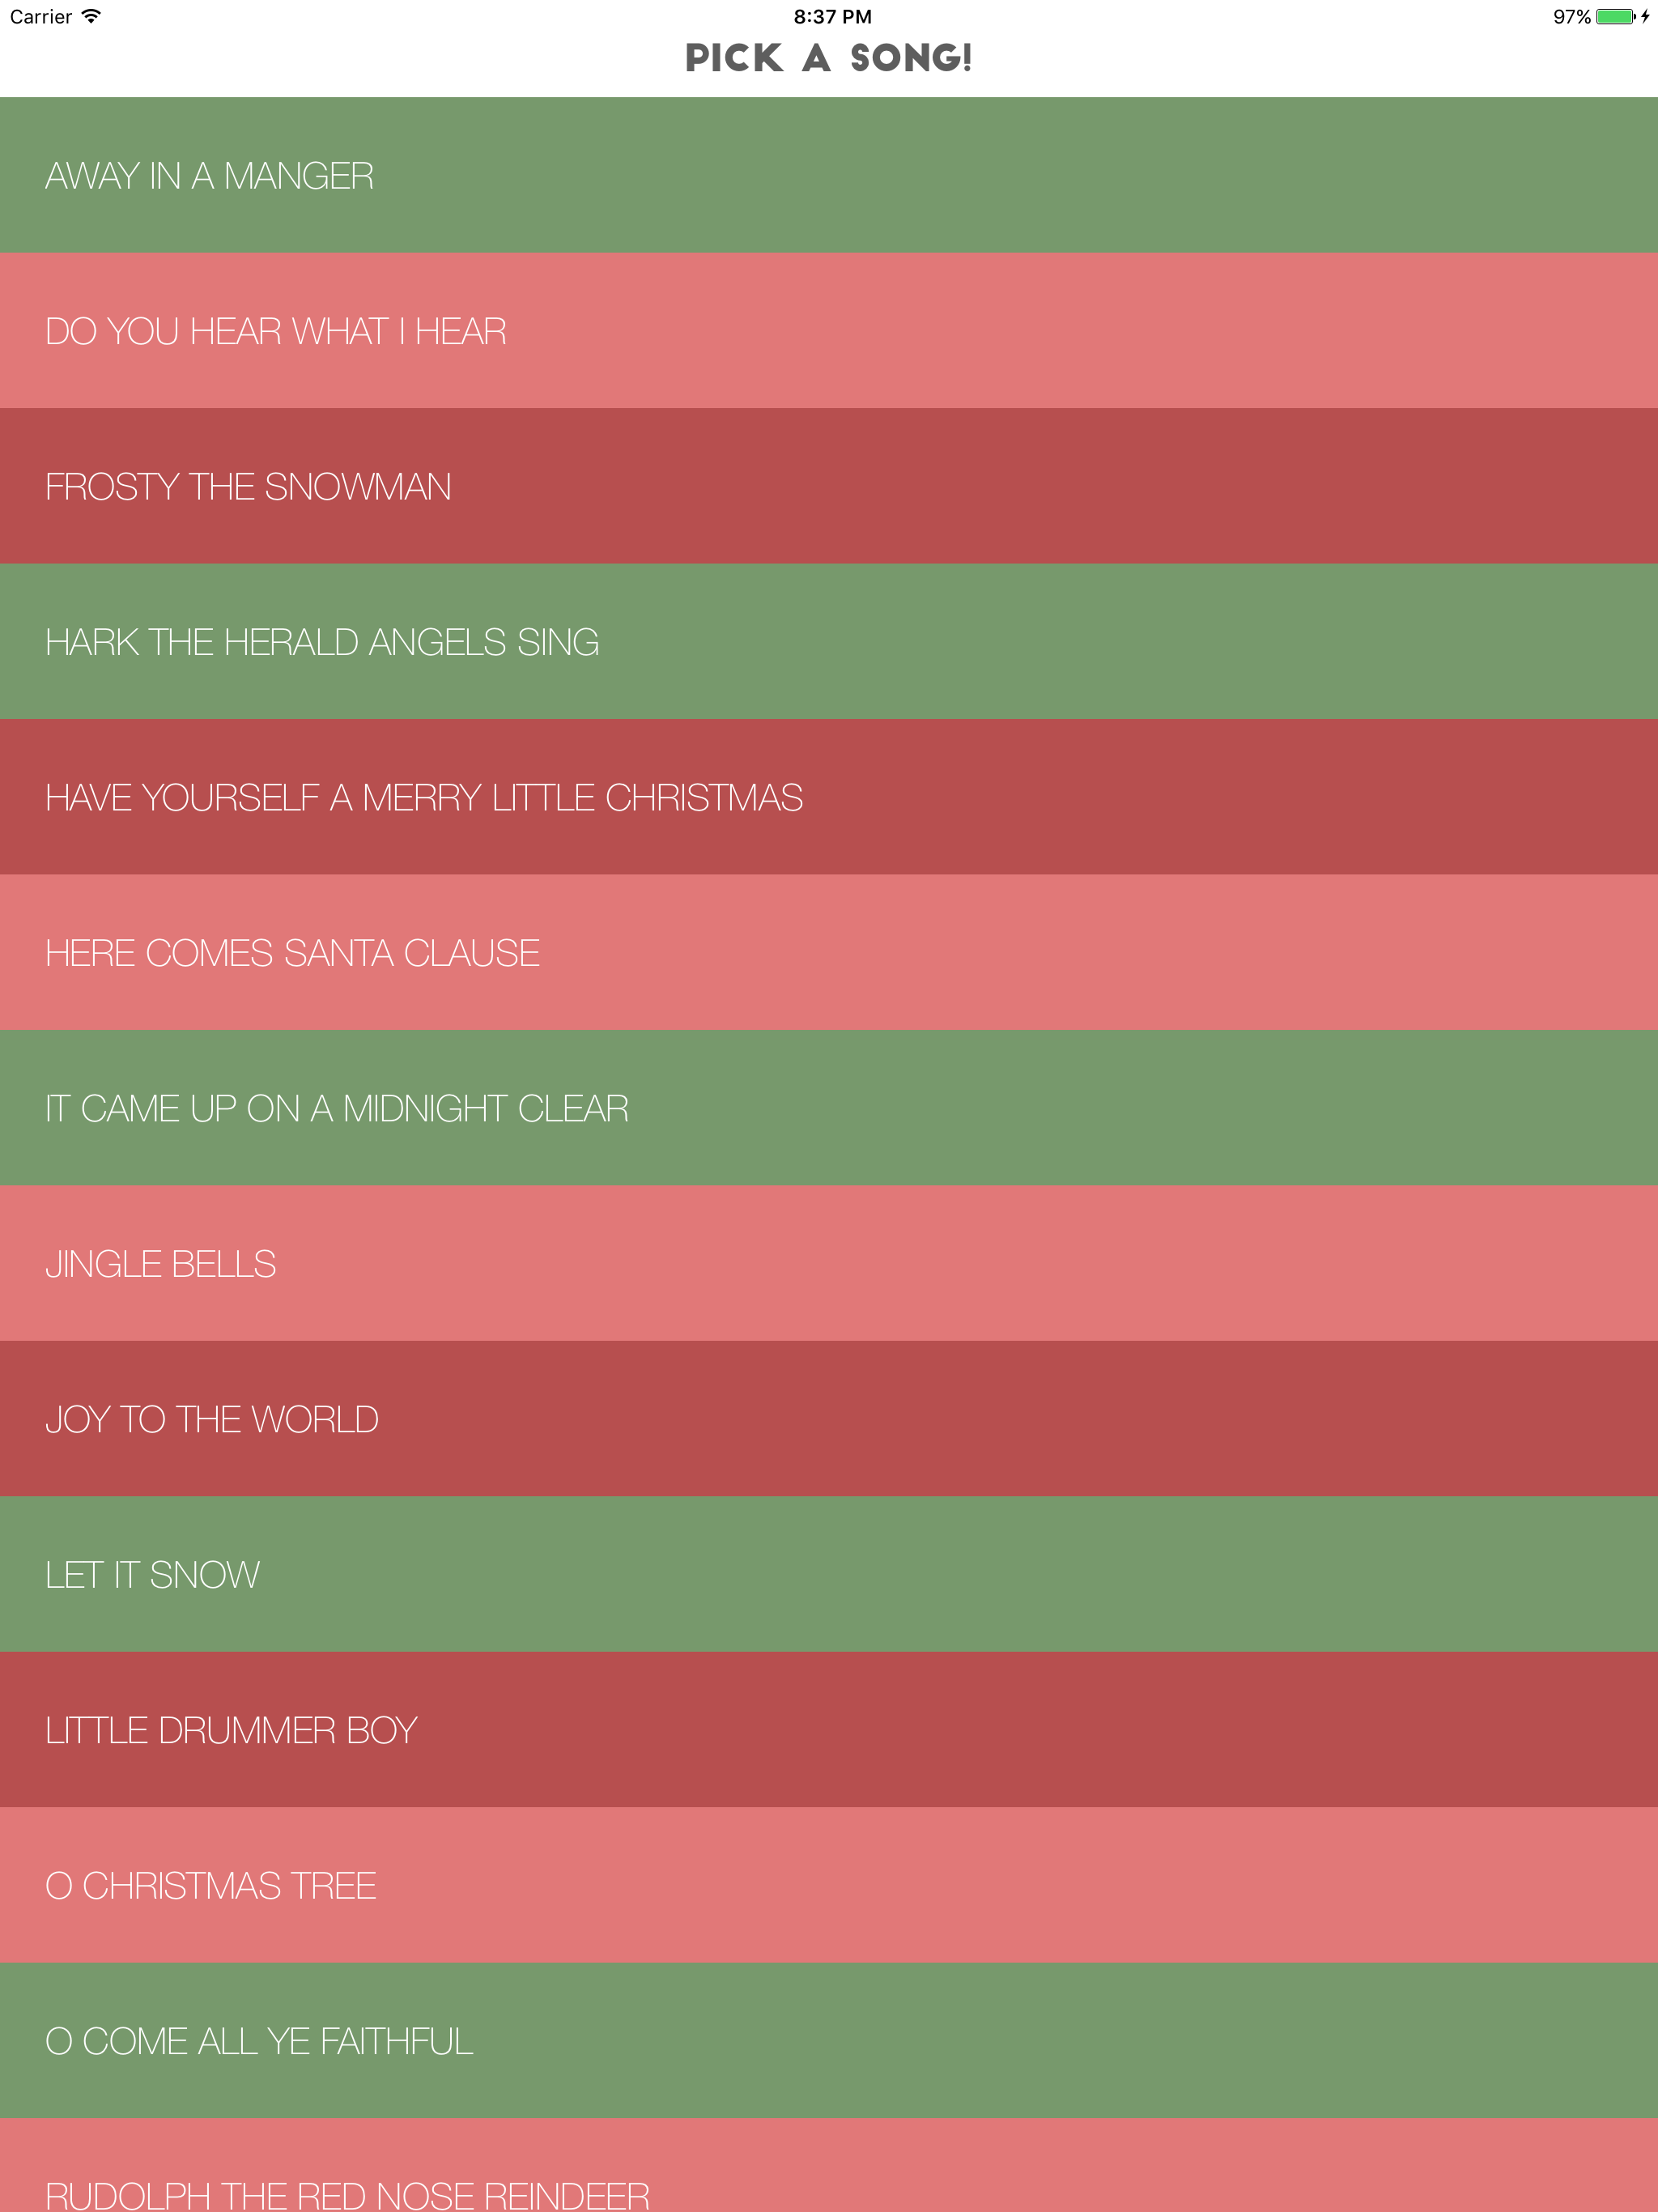 Carrier 8:37 PM 97%
PICK A SONG!
AWAY IN A MANGER
DO YOU HEAR WHAT I HEAR
FROSTY THE SNOWMAN
HARK THE HERALD ANGELS SING
HAVE YOURSELF A MERRY LITTLE CHRISTMAS
HERE COMES SANTA CLAUSE
IT CAME UP ON A MIDNIGHT CLEAR
JINGLE BELLS
JOY TO THE WORLD
LET IT SNOW
LITTLE DRUMMER BOY
O CHRISTMAS TREE
O COME ALL YE FAITHFUL
RUDOLPH THE RED NOSE REINDEER